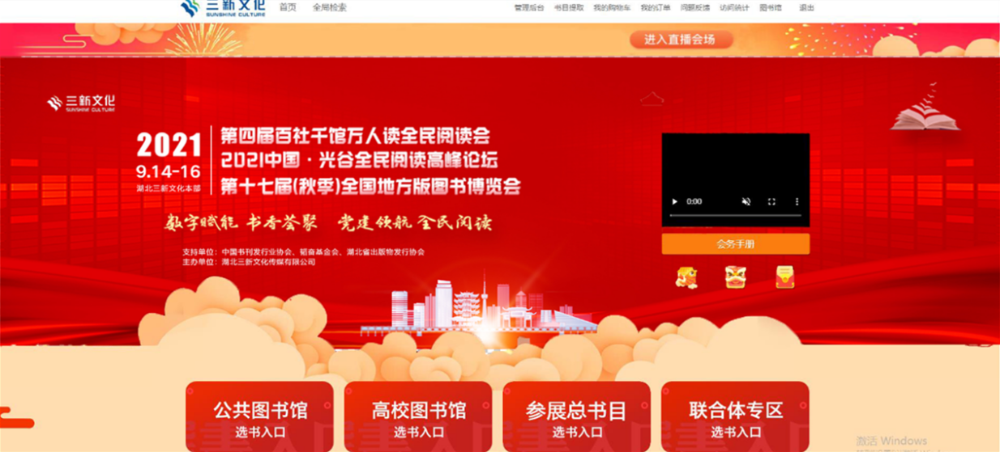 三新文化
SUNSHINE CULTURE
首页
全局检索
管理后台
书目提取
我的购物车
我的订单
问题反馈
访问统计
图书馆
退出
进入直播会场
三新文化
SUNSHINE CULTURE
2021
9.14-16
湖北三新文化本部
第四届百社千馆万人读全民阅读会
2021中国·光谷全民阅读高峰论坛
第十七届(秋季)全国地方版图书博览会
数字赋能 书香荟聚 党建领航 全民阅读
支持单位：中国书刊发行业协会、韬奋基金会、湖北省出版物发行协会
主办单位：湖北三新文化传媒有限公司
0:00
会务手册
公共图书馆
选书入口
高校图书馆
选书入口
参展总书目
选书入口
联合体专区
选书入口
激活 Windows